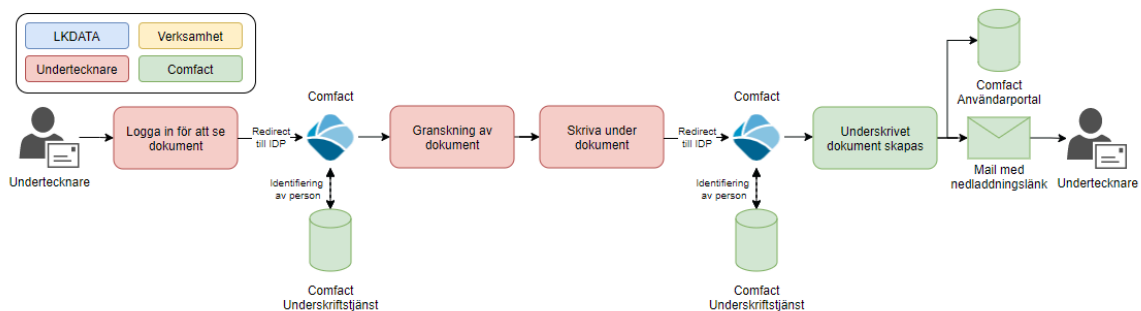 LKDATA
Verksamhet
Undertecknare
Comfact
Undertecknare
Logga in för att se
dokument
Redirect
till IDP
Comfact
Identifiering
av person
Comfact
Underskriftstjänst
Granskning av
dokument
Skriva under
dokument
Redirect
till IDP
Comfact
Identifiering
av person
Comfact
Underskriftstjänst
Underskrivet
dokument skapas
Comfact
Användarportal
Mail med
nedladdningslänk
Undertecknare